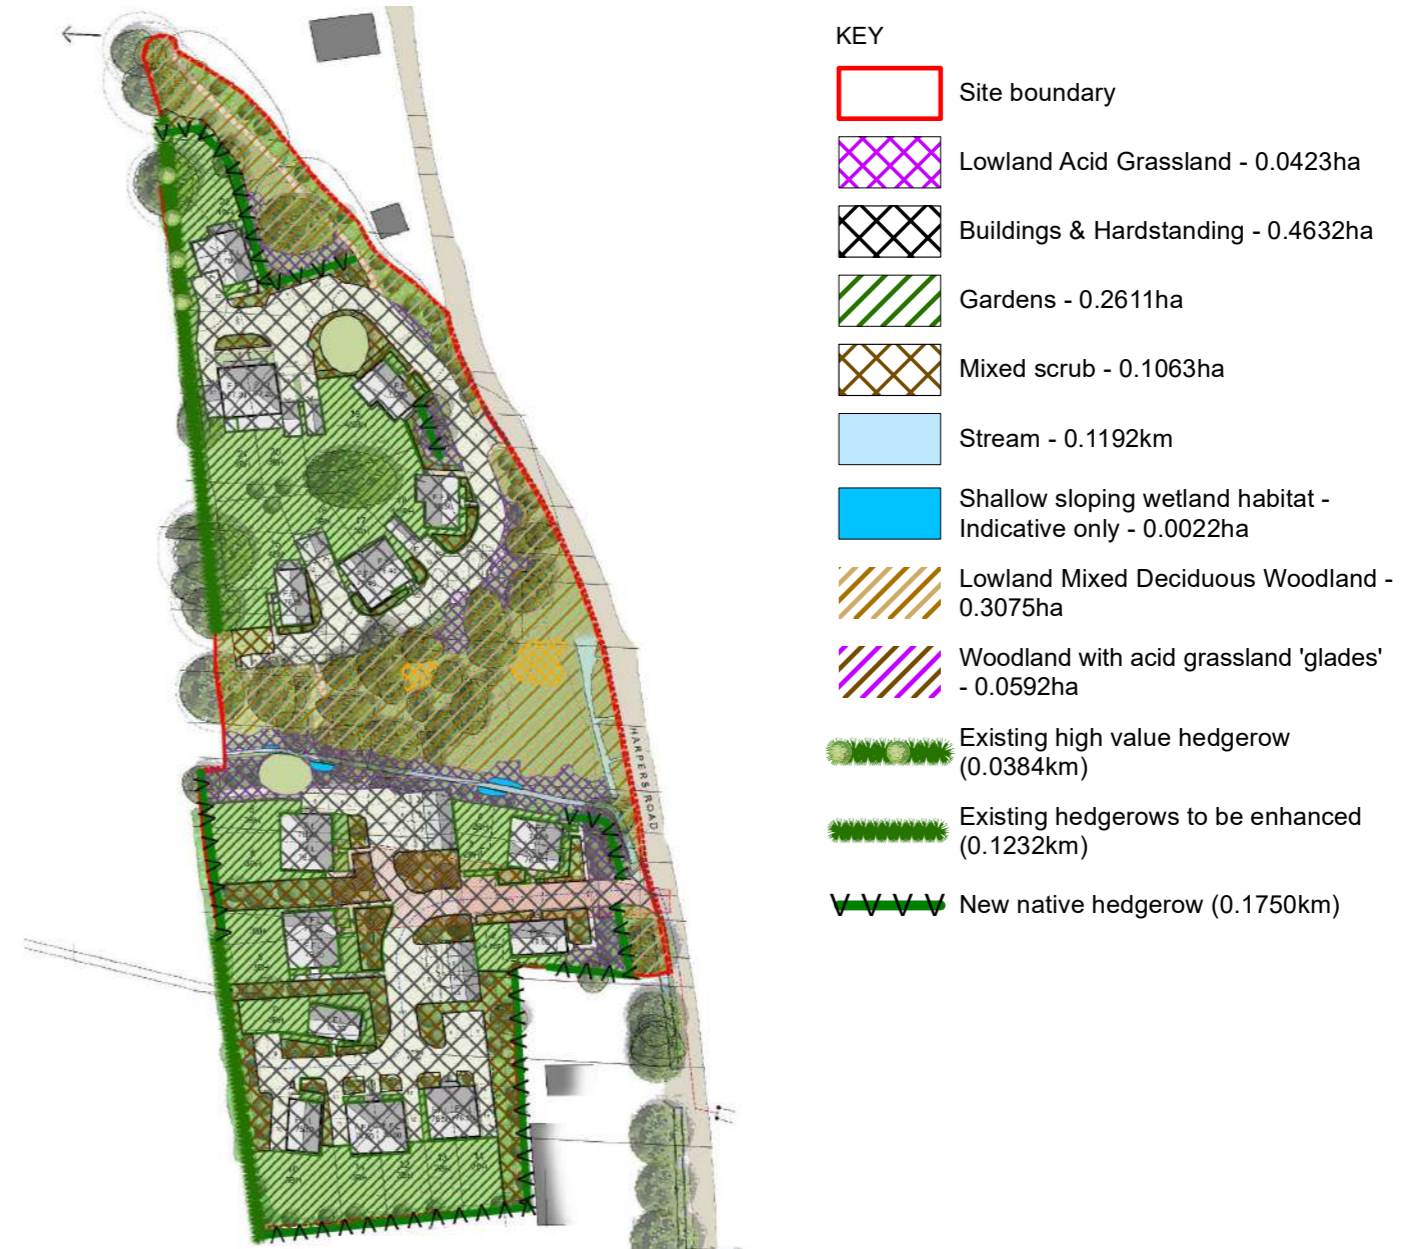 KEY
Site boundary
Lowland Acid Grassland - 0.0423ha
Buildings & Hardstanding - 0.4632ha
Gardens - 0.2611ha
Mixed scrub - 0.1063ha
Stream - 0.1192km
Shallow sloping wetland habitat -
Indicative only - 0.0022ha
Lowland Mixed Deciduous Woodland -
0.3075ha
Woodland with acid grassland 'glades'
- 0.0592ha
Existing high value hedgerow
(0.0384km)
Existing hedgerows to be enhanced
(0.1232km)
New native hedgerow (0.1750km)
HARPERS ROAD